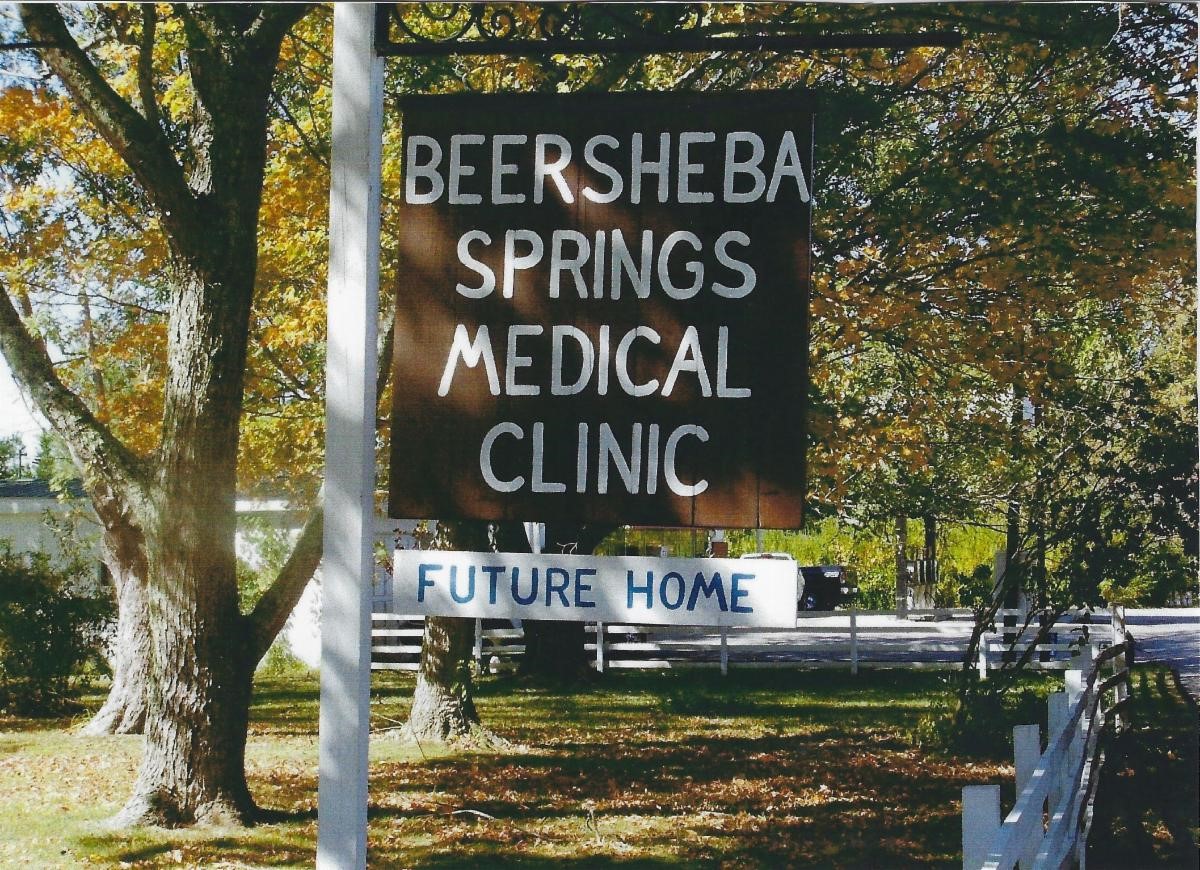 BEERSHEBA
SPRINGS
MEDICAL
CLINIC
FUTURE HOME